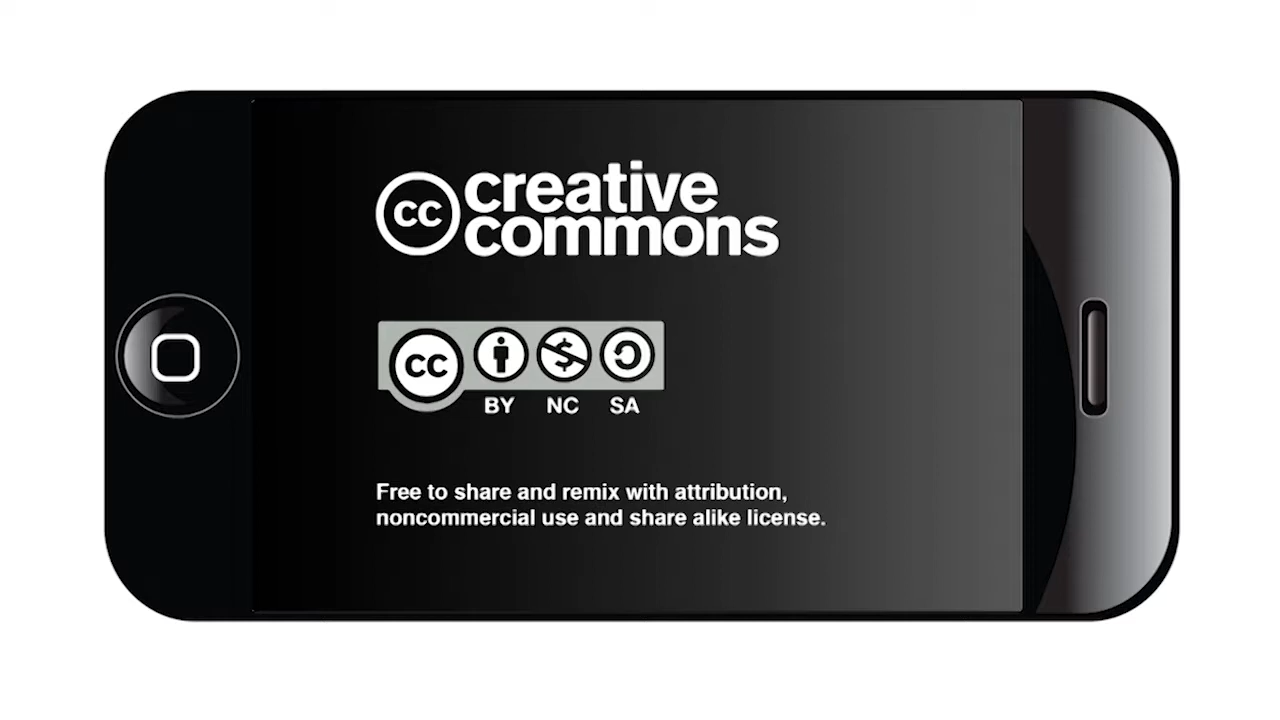 cc creative
commons
cc
BY NC SA
Free to share and remix with attribution,
noncommercial use and share alike license.